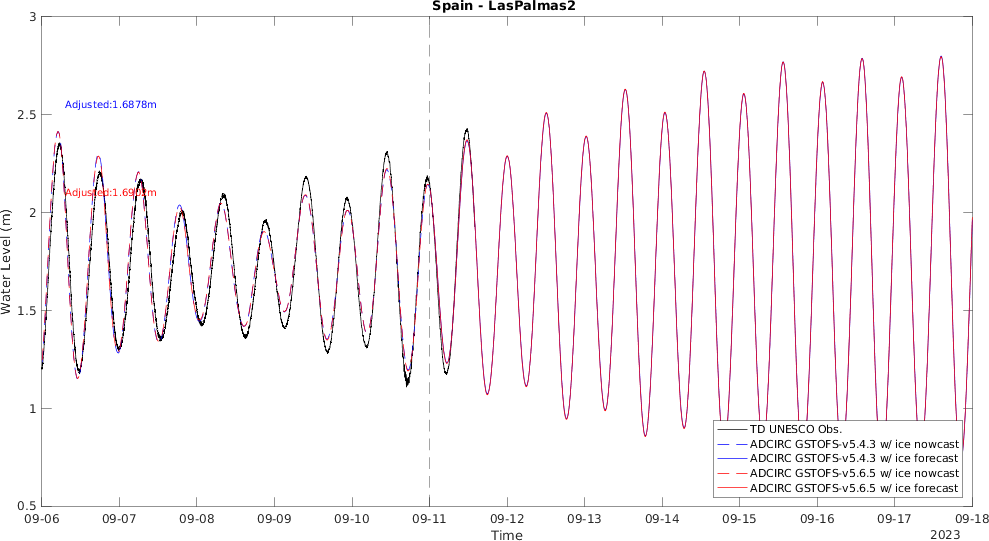 Spain - LasPalmas2
3
2.5
2
1.5
1
0.5
Water Level (m)
Adjusted:1.6878m
09-06
09-07
09-08
09-09
09-10
09-11
09-12
09-13
09-14
09-15
09-16
09-17
09-18
Time
2023
TD UNESCO Obs.
ADCIRC GSTOFS-v5.4.3 w/ ice nowcast
ADCIRC GSTOFS-v5.4.3 w/ ice forecast
ADCIRC GSTOFS-v5.6.5 w/ ice nowcast
ADCIRC GSTOFS-v5.6.5 w/ ice forecast